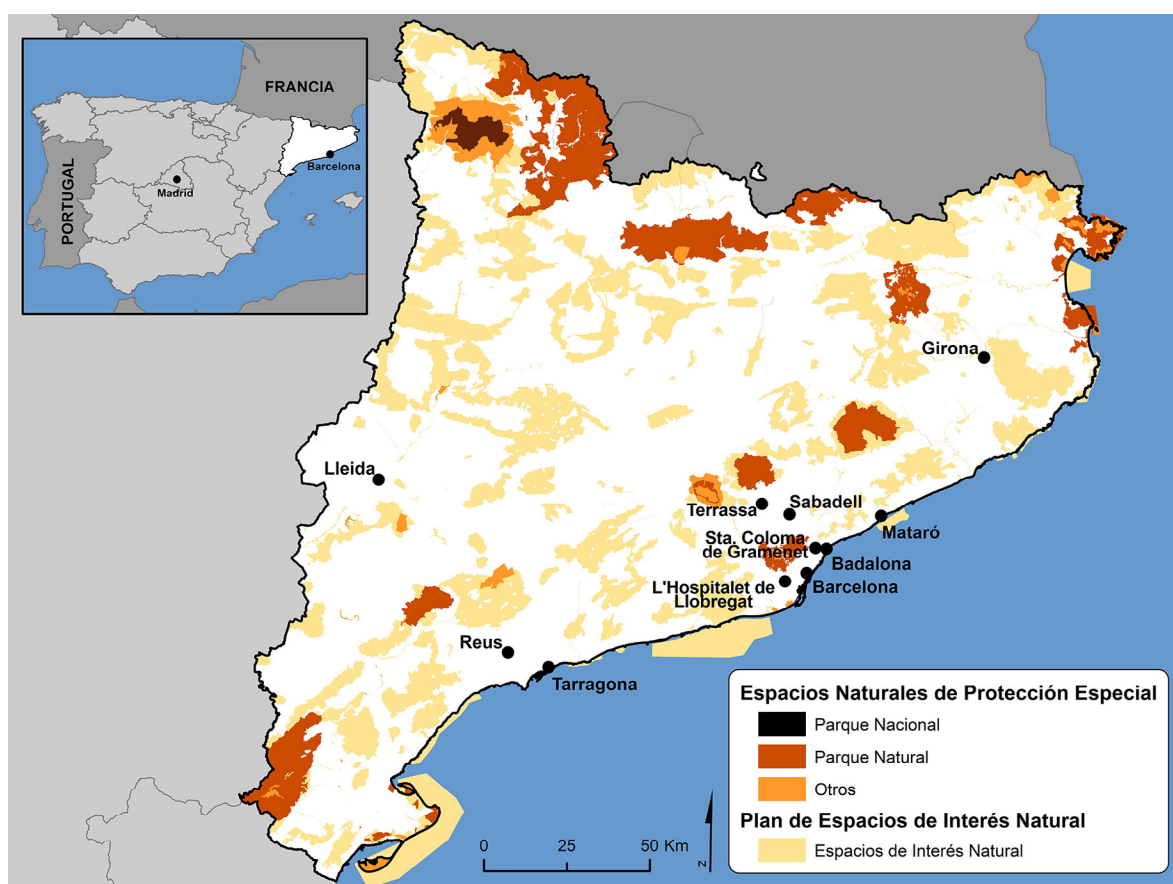 FRANCIA
Barcelona
Madrid
PORTUGAL
Girona
Lleida
Terrassa
Sabadell
Mataró
Sta. Coloma
de Gramenet
Badalona
L'Hospitalet de
Llobregat
Barcelona
Reus
Tarragona
Espacios Naturales de Protección Especial
Parque Nacional
Parque Natural
Otros
Plan de Espacios de Interés Natural
Espacios de Interés Natural
0 25 50 Km
N